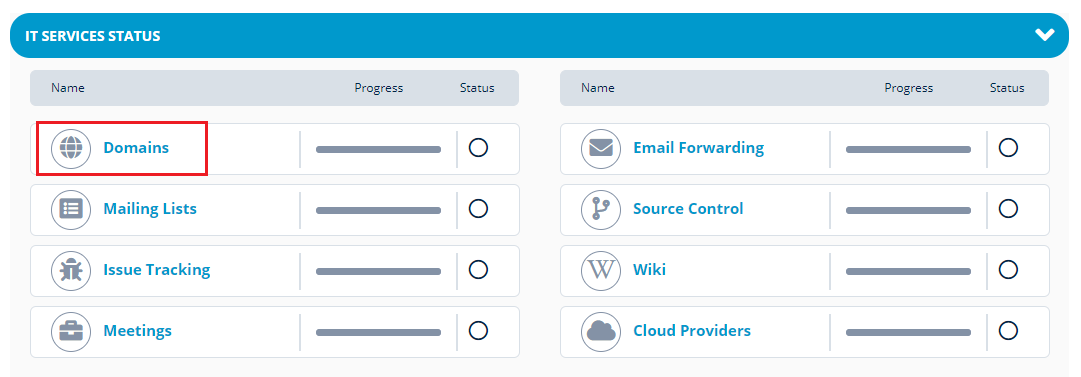 IT SERVICES STATUS
Name Progress Status
Domains
Mailing Lists
Issue Tracking
Meetings
Name Progress Status
Email Forwarding
Source Control
Wiki
Cloud Providers